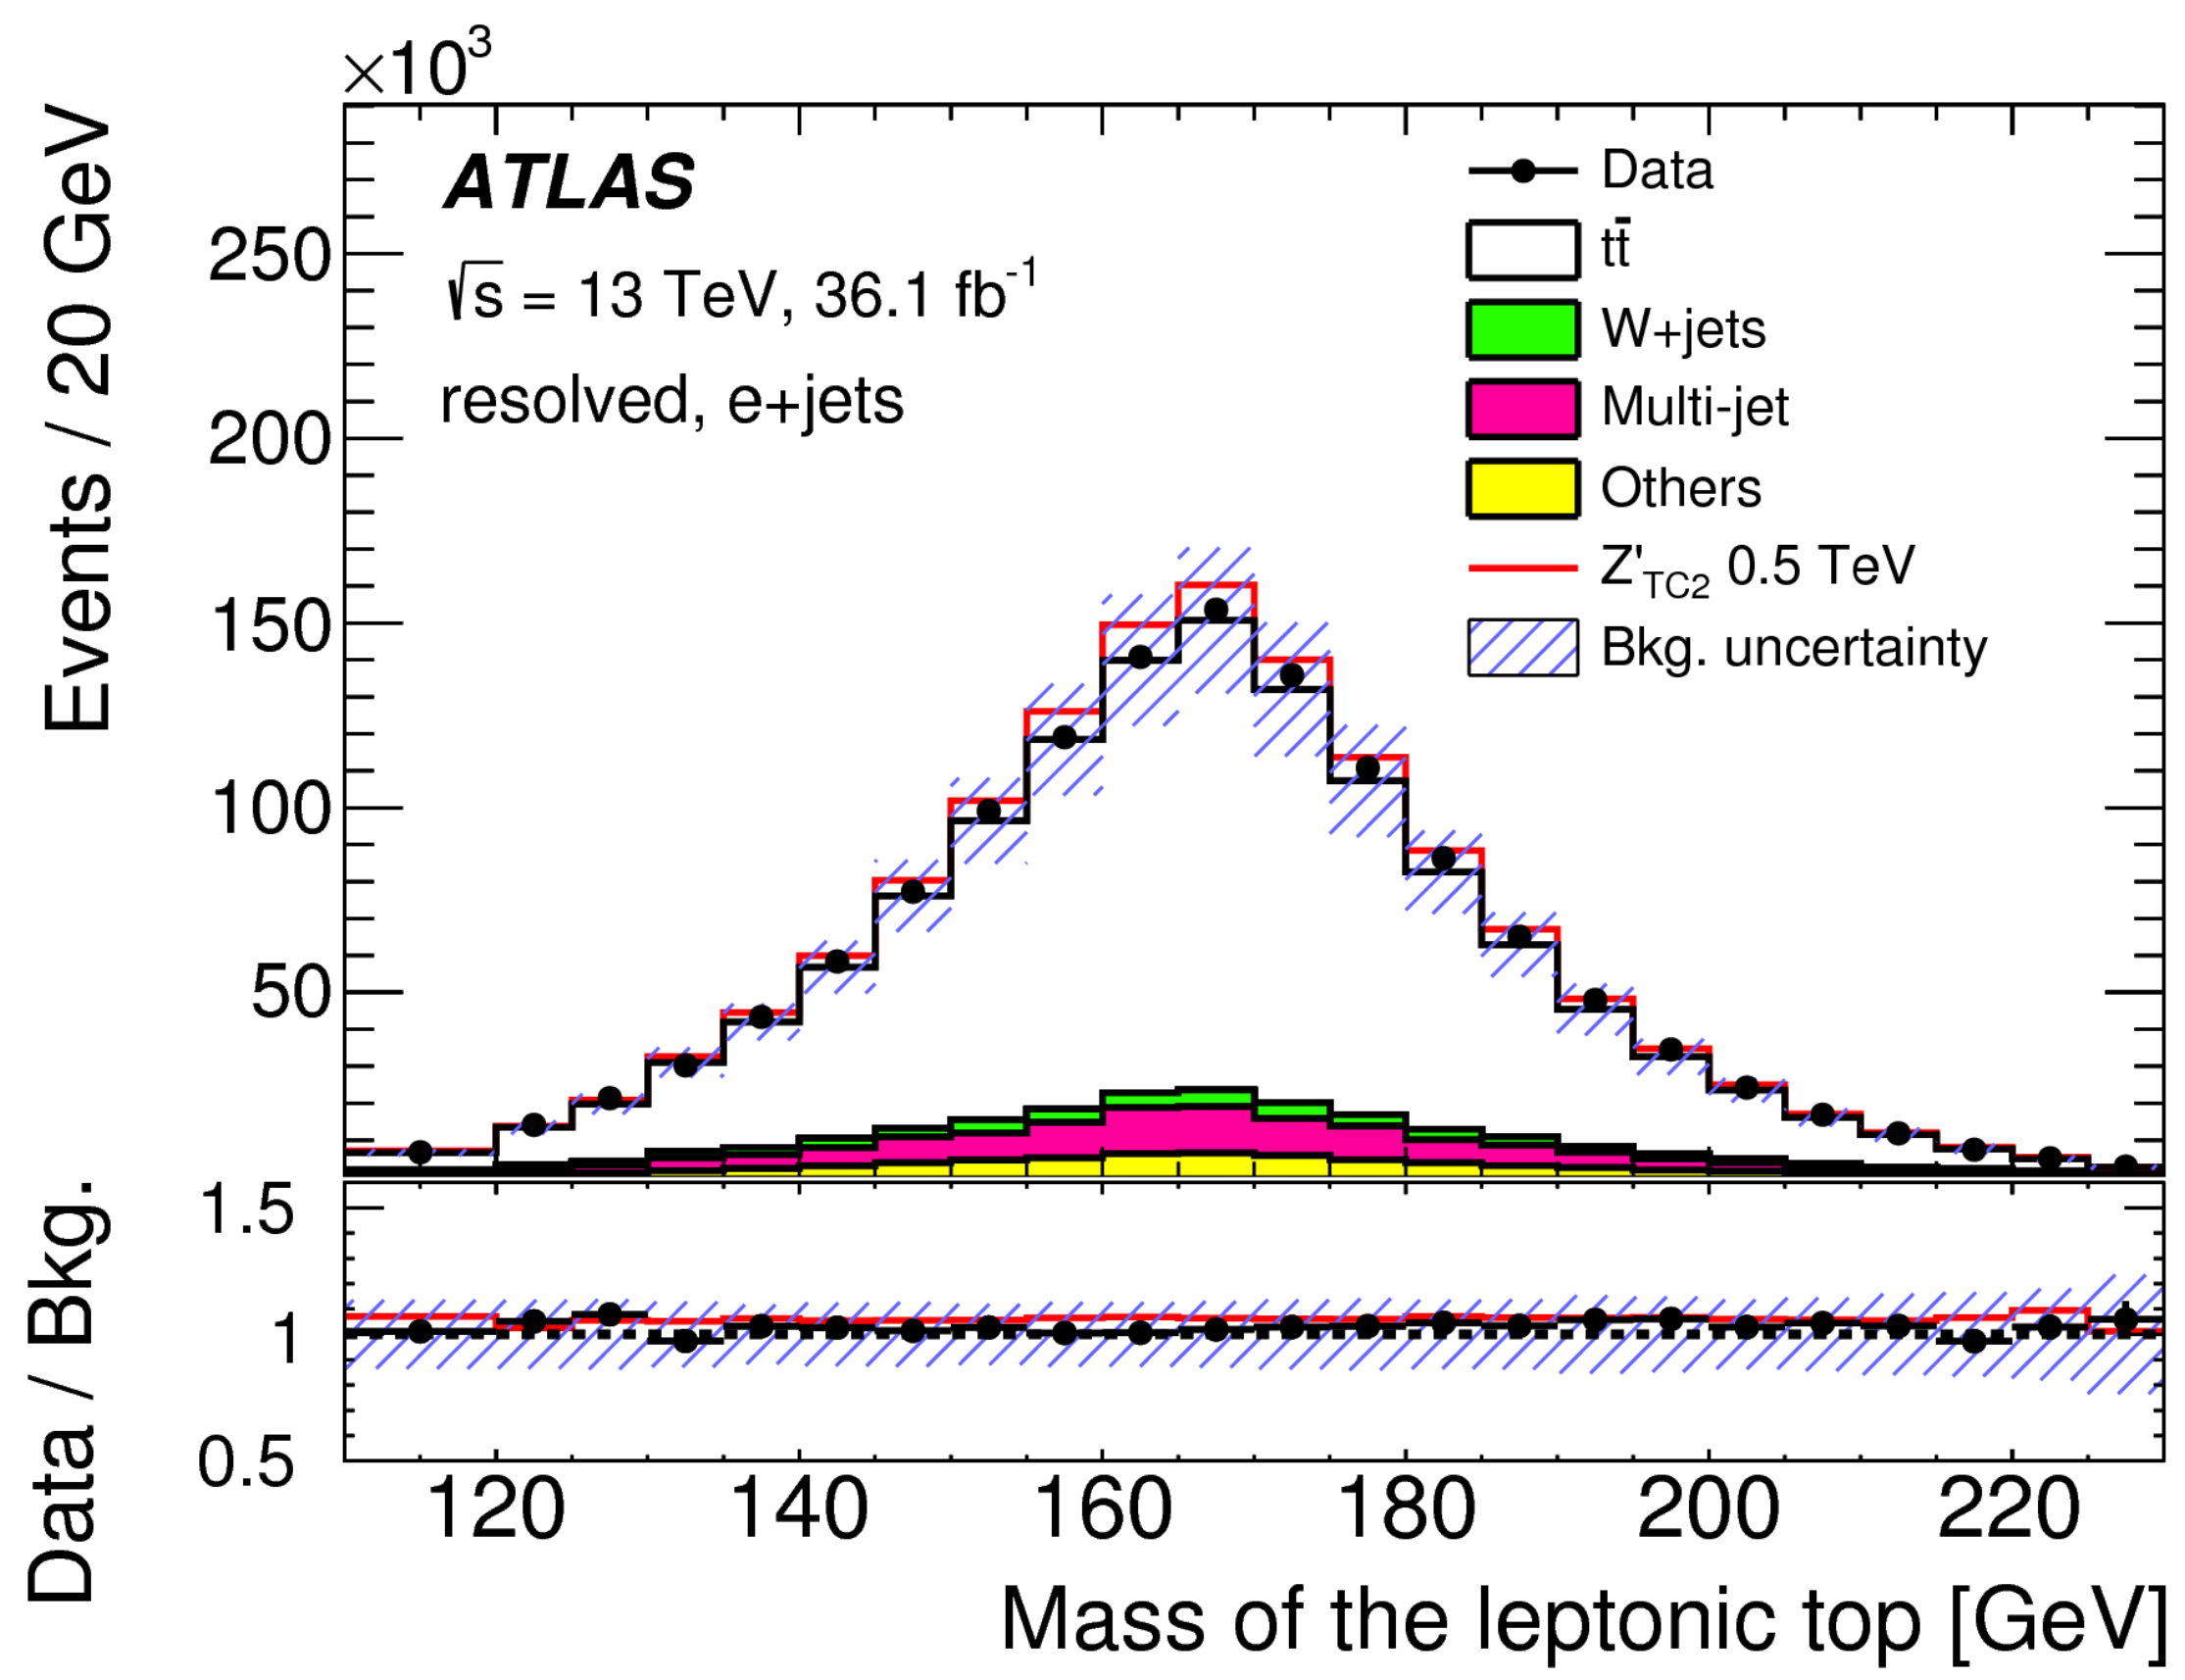 ×10³
Events / 20 GeV
250
200
150
100
50
ATLAS
√s = 13 TeV, 36.1 fb⁻¹
resolved, e+jets
Data
tt̄
W+jets
Multi-jet
Others
Z'TC2 0.5 TeV
Bkg. uncertainty
Data / Bkg.
1.5
1
0.5
120 140 160 180 200 220
Mass of the leptonic top [GeV]